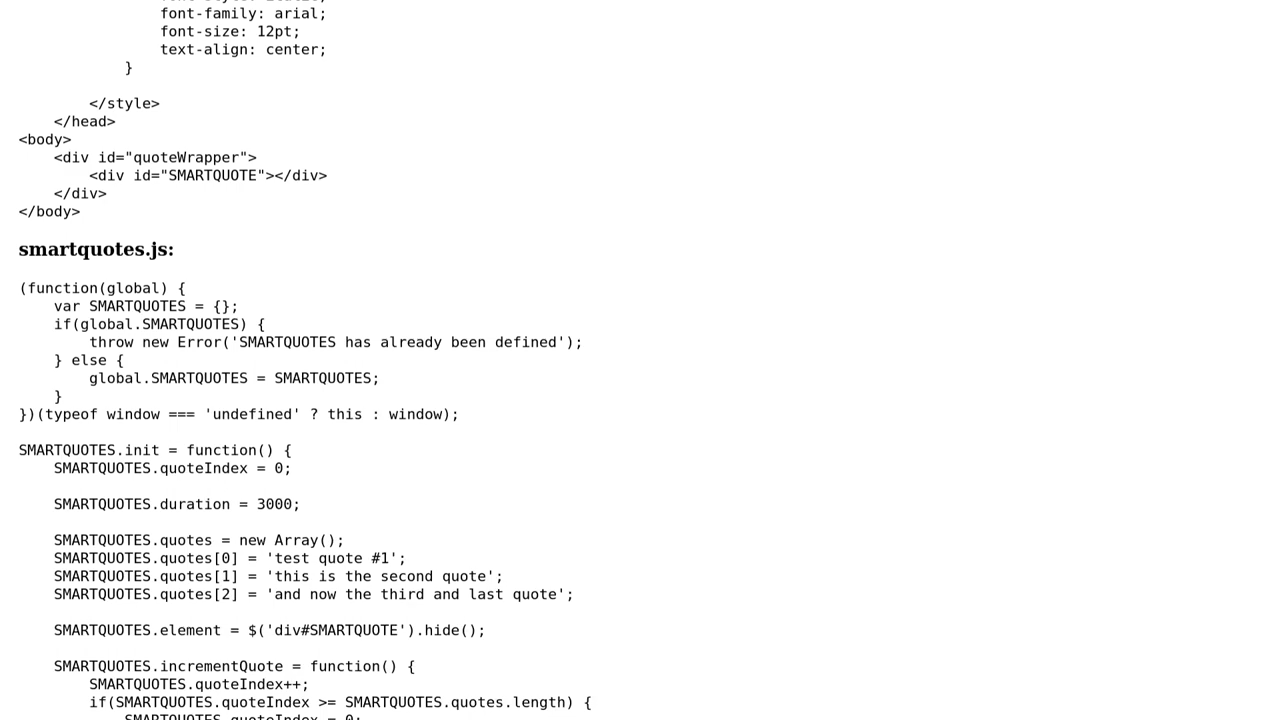 font-family: arial;
font-size: 12pt;
text-align: center;
}
</style>
</head>
<body>
<div id="quoteWrapper">
<div id="SMARTQUOTE"></div>
</div>
</body>
smartquotes.js:
(function(global) {
var SMARTQUOTES = {};
if(global.SMARTQUOTES) {
throw new Error('SMARTQUOTES has already been defined');
} else {
global.SMARTQUOTES = SMARTQUOTES;
}
})(typeof window === 'undefined' ? this : window);
SMARTQUOTES.init = function() {
SMARTQUOTES.quoteIndex = 0;
SMARTQUOTES.duration = 3000;
SMARTQUOTES.quotes = new Array();
SMARTQUOTES.quotes[0] = 'test quote #1';
SMARTQUOTES.quotes[1] = 'this is the second quote';
SMARTQUOTES.quotes[2] = 'and now the third and last quote';
SMARTQUOTES.element = $('div#SMARTQUOTE').hide();
SMARTQUOTES.incrementQuote = function() {
SMARTQUOTES.quoteIndex++;
if(SMARTQUOTES.quoteIndex >= SMARTQUOTES.quotes.length) {
SMARTQUOTES.quoteIndex = 0;